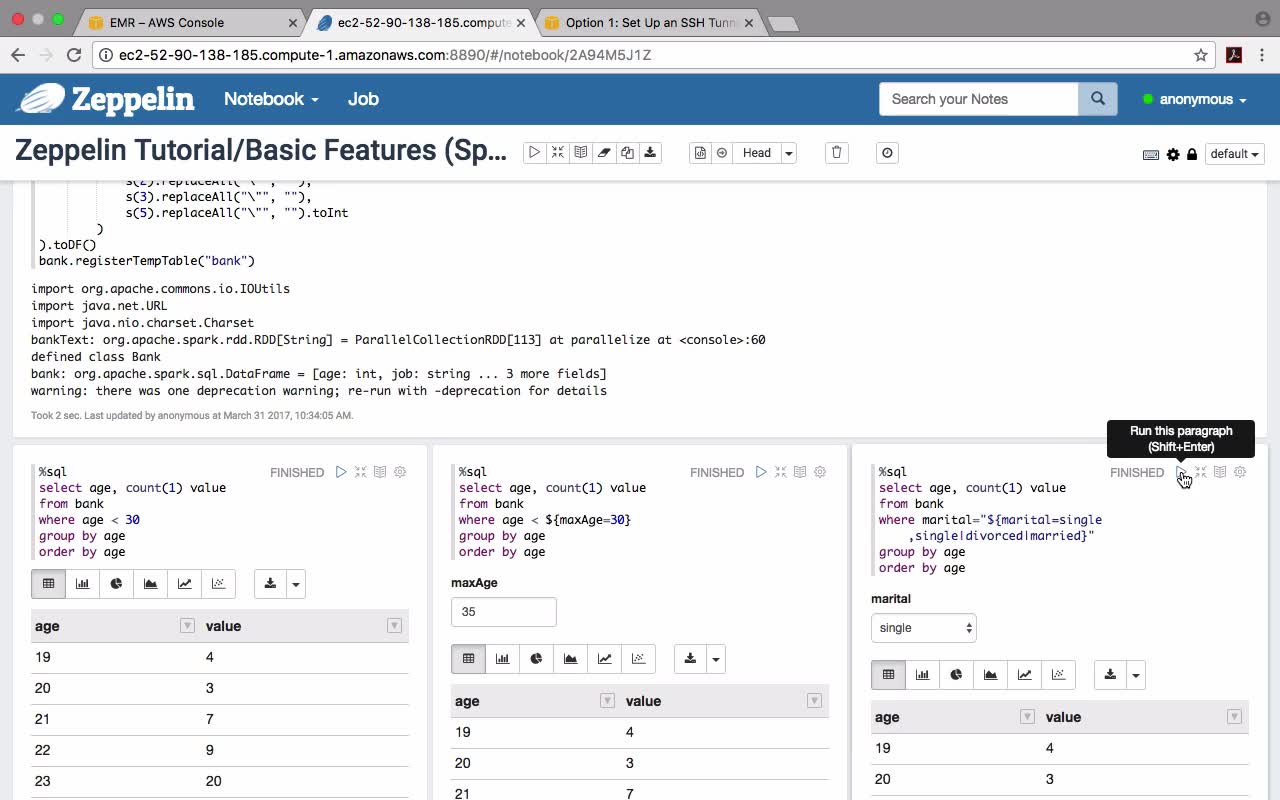 EMR – AWS Console
ec2-52-90-138-185.compute
Option 1: Set Up an SSH Tunn
ec2-52-90-138-185.compute-1.amazonaws.com:8890/#/notebook/2A94M5J1Z
Zeppelin
Notebook
Job
Search your Notes
anonymous
Zeppelin Tutorial/Basic Features (Sp...
Head
default
s(2).replaceAll("\"", ""),
s(3).replaceAll("\"", ""),
s(5).replaceAll("\"", "").toInt
)
).toDF()
bank.registerTempTable("bank")
import org.apache.commons.io.IOUtils
import java.net.URL
import java.nio.charset.Charset
bankText: org.apache.spark.rdd.RDD[String] = ParallelCollectionRDD[113] at parallelize at <console>:60
defined class Bank
bank: org.apache.spark.sql.DataFrame = [age: int, job: string ... 3 more fields]
warning: there was one deprecation warning; re-run with -deprecation for details
Took 2 sec. Last updated by anonymous at March 31 2017, 10:34:05 AM.
Run this paragraph
(Shift+Enter)
%sql
FINISHED
select age, count(1) value
from bank
where age < 30
group by age
order by age
age value
19 4
20 3
21 7
22 9
23 20
%sql
FINISHED
select age, count(1) value
from bank
where age < ${maxAge=30}
group by age
order by age
maxAge
35
age value
19 4
20 3
21 7
%sql
FINISHED
select age, count(1) value
from bank
where marital="${marital=single
,single|divorced|married}"
group by age
order by age
marital
single
age value
19 4
20 3